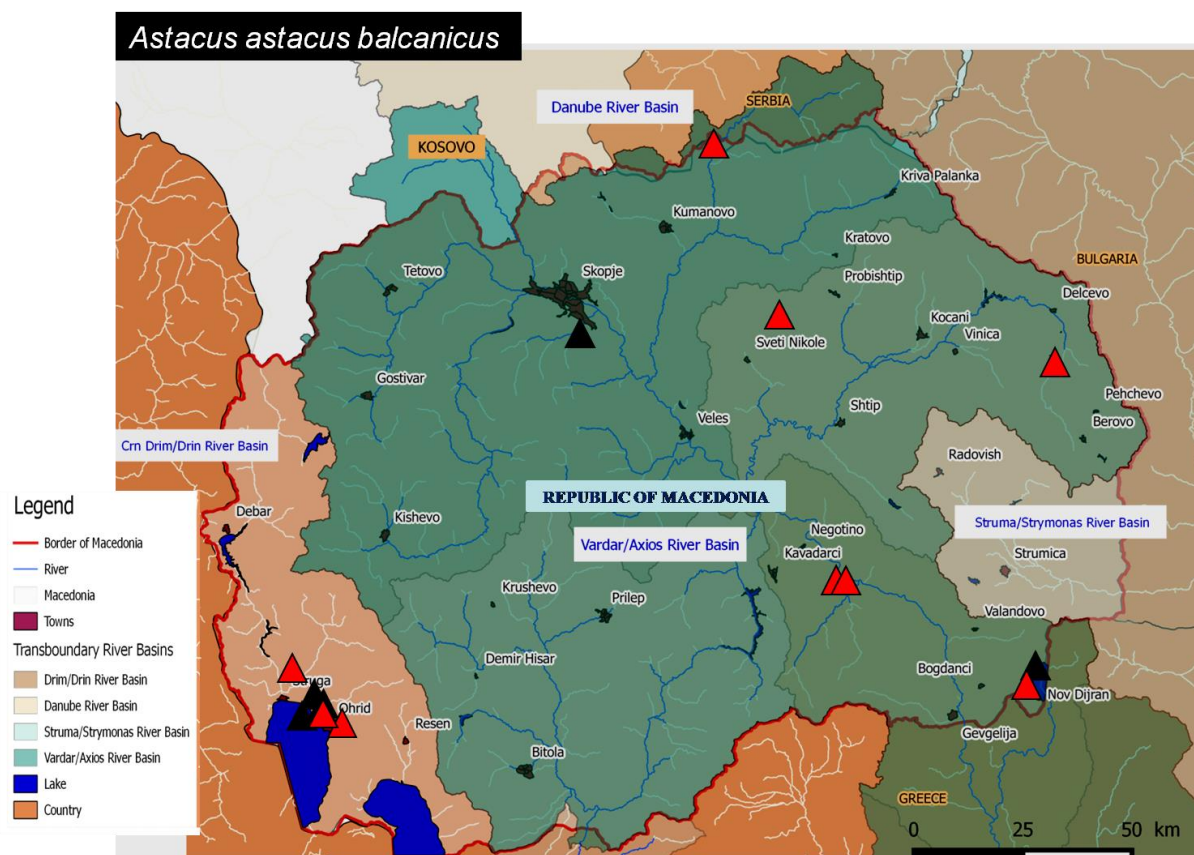 Astacus astacus balcanicus
Danube River Basin
SERBIA
KOSOVO
Kriva Palanka
Kumanovo
Kratovo
BULGARIA
Tetovo
Skopje
Probishtip
Delcevo
Kocani
Vinica
Sveti Nikole
Gostivar
Pehchevo
Shtip
Veles
Berovo
Crn Drim/Drin River Basin
Radovish
REPUBLIC OF MACEDONIA
Legend
Debar
Kishevo
Negotino
Struma/Strymonas River Basin
Border of Macedonia
Vardar/Axios River Basin
Kavadarci
Strumica
River
Macedonia
Krushevo
Prilep
Valandovo
Towns
Transboundary River Basins
Demir Hisar
Bogdanci
Drim/Drin River Basin
Struga
Nov Dijran
Danube River Basin
Ohrid
Resen
Struma/Strymonas River Basin
Gevgelija
Vardar/Axios River Basin
Bitola
Lake
Country
GREECE
0 25 50 km